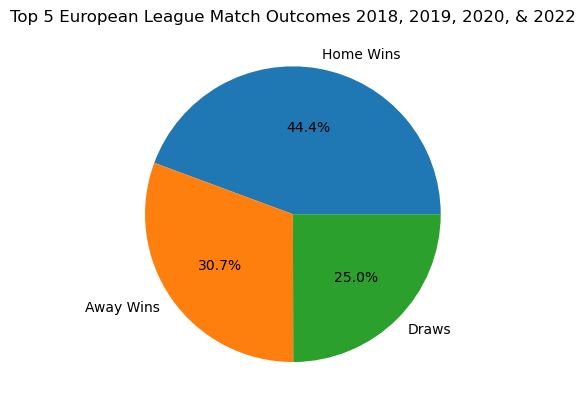 Top 5 European League Match Outcomes 2018, 2019, 2020, & 2022
Home Wins
44.4%
30.7%
25.0%
Away Wins
Draws